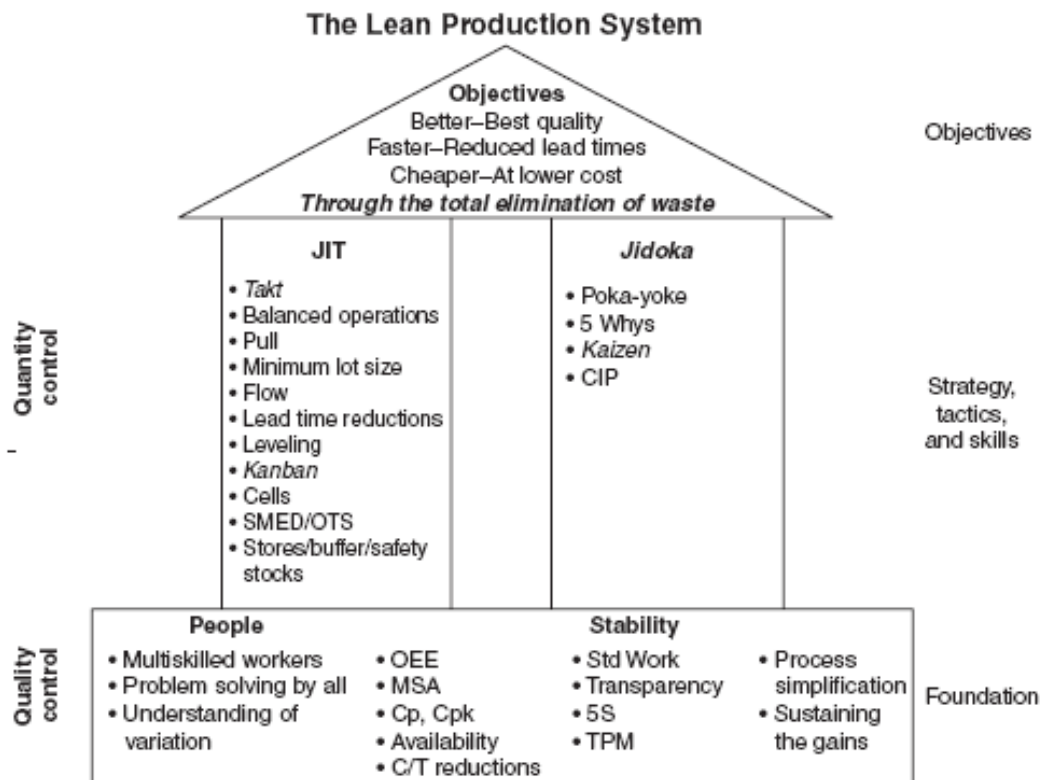 The Lean Production System
Objectives
Better–Best quality
Faster–Reduced lead times
Cheaper–At lower cost
Through the total elimination of waste
Objectives
JIT
• Takt
• Balanced operations
• Pull
• Minimum lot size
• Flow
• Lead time reductions
• Leveling
• Kanban
• Cells
• SMED/OTS
• Stores/buffer/safety
stocks
Jidoka
• Poka-yoke
• 5 Whys
• Kaizen
• CIP
Quantity
control
Strategy,
tactics,
and skills
People
• Multiskilled workers
• Problem solving by all
• Understanding of
variation
Stability
• OEE
• MSA
• Cp, Cpk
• Availability
• C/T reductions
• Std Work
• Transparency
• 5S
• TPM
• Process
simplification
• Sustaining
the gains
Quality
control
Foundation